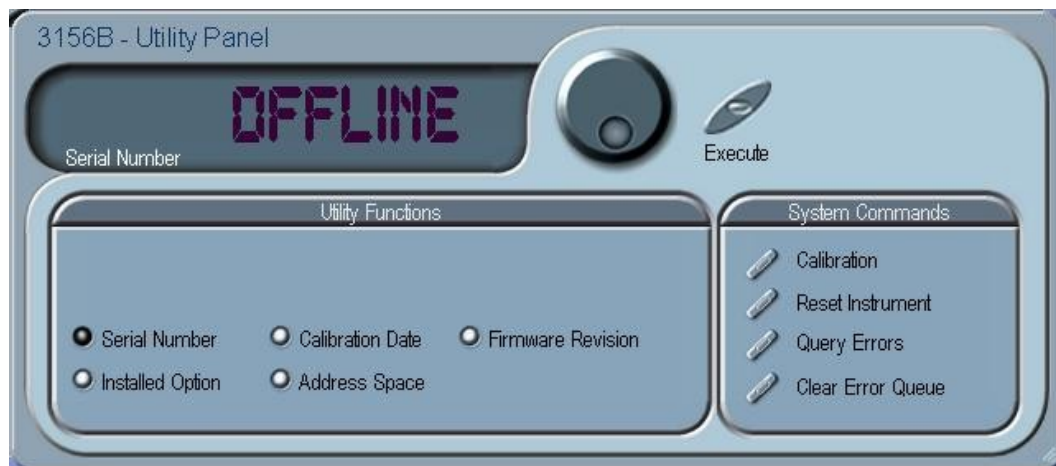 3156B - Utility Panel
OFFLINE
Serial Number
Execute
Utility Functions
Serial Number
Calibration Date
Firmware Revision
Installed Option
Address Space
System Commands
Calibration
Reset Instrument
Query Errors
Clear Error Queue